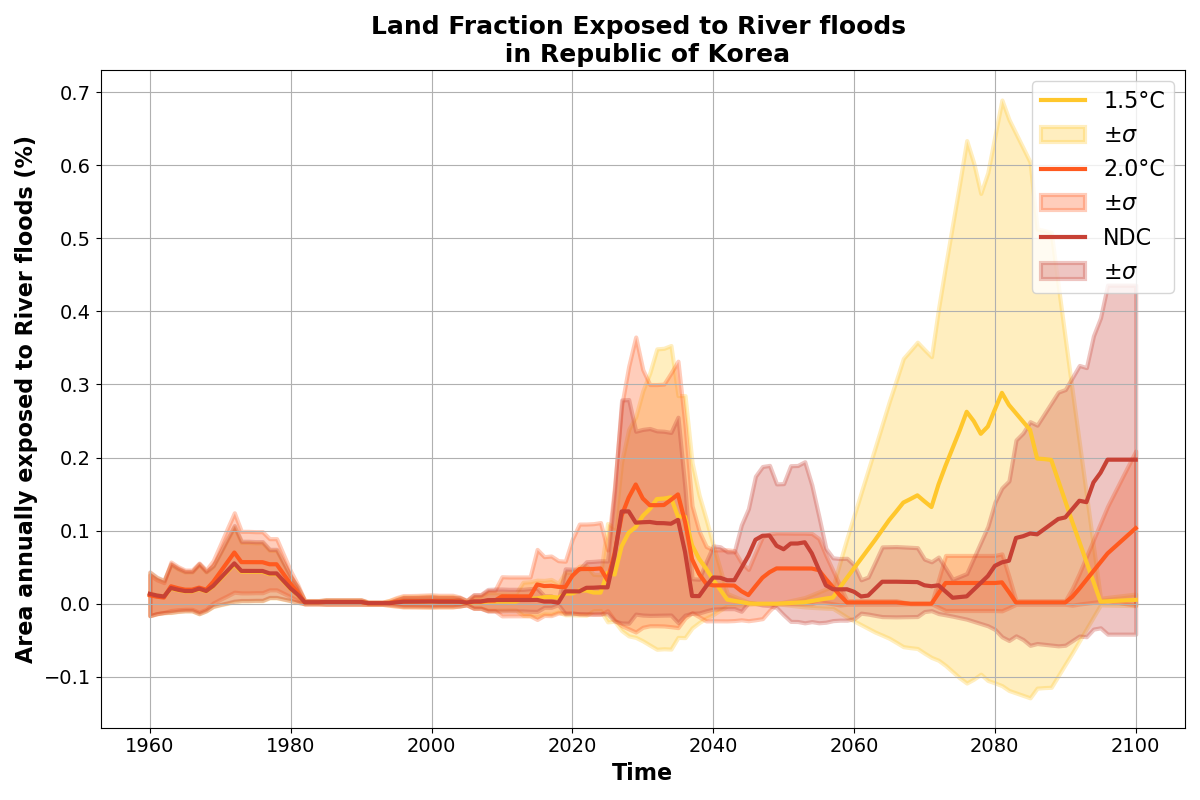 Land Fraction Exposed to River floods
in Republic of Korea
Area annually exposed to River floods (%)
0.7
0.6
0.5
0.4
0.3
0.2
0.1
0.0
−0.1
1.5°C
±σ
2.0°C
±σ
NDC
±σ
1960 1980 2000 2020 2040 2060 2080 2100
Time